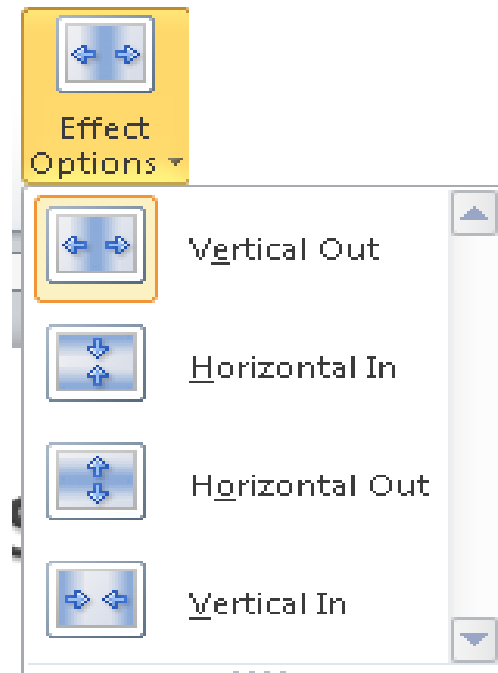 Effect
Options
Vertical Out
Horizontal In
Horizontal Out
Vertical In